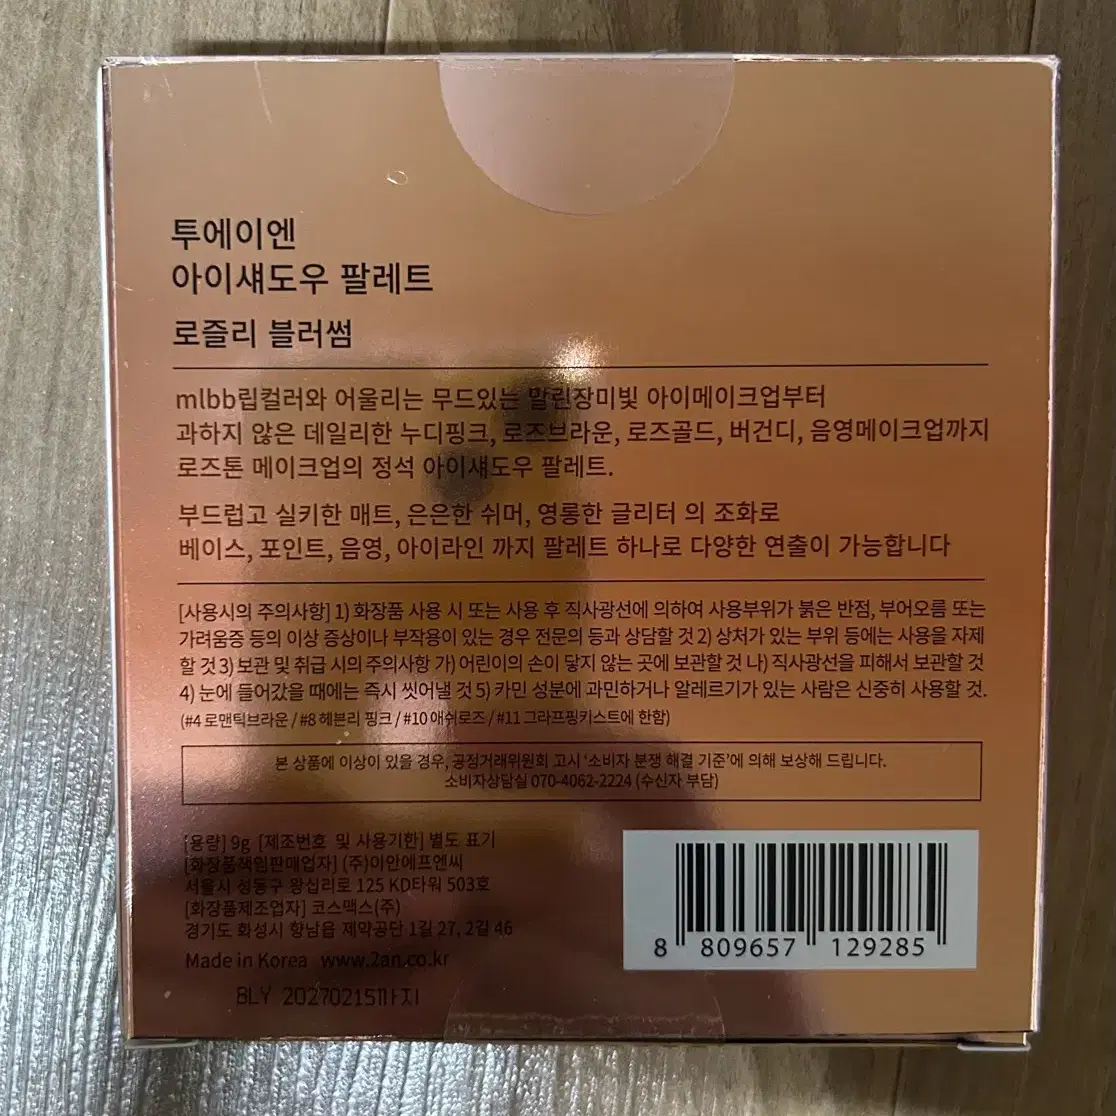 투에이엔
아이섀도우 팔레트
로즐리 블러썸
mlbb립컬러와 어울리는 무드있는 말린장미빛 아이메이크업부터
과하지 않은 데일리한 누디핑크, 로즈브라운, 로즈골드, 버건디, 음영메이크업까지
로즈톤 메이크업의 정석 아이섀도우 팔레트.
부드럽고 실키한 매트, 은은한 쉬머, 영롱한 글리터 의 조화로
베이스, 포인트, 음영, 아이라인 까지 팔레트 하나로 다양한 연출이 가능합니다
[사용시의 주의사항] 1) 화장품 사용 시 또는 사용 후 직사광선에 의하여 사용부위가 붉은 반점, 부어오름 또는
가려움증 등의 이상 증상이나 부작용이 있는 경우 전문의 등과 상담할 것 2) 상처가 있는 부위 등에는 사용을 자제
할 것 3) 보관 및 취급 시의 주의사항 가) 어린이의 손이 닿지 않는 곳에 보관할 것 나) 직사광선을 피해서 보관할 것
4) 눈에 들어갔을 때에는 즉시 씻어낼 것 5) 카민 성분에 과민하거나 알레르기가 있는 사람은 신중히 사용할 것.
(#4 로맨틱브라운 / #8 헤븐리 핑크 / #10 애쉬로즈 / #11 그라프핑키스트에 한함)
본 상품에 이상이 있을 경우, 공정거래위원회 고시 '소비자 분쟁 해결 기준'에 의해 보상해 드립니다.
소비자상담실 070-4062-2224 (수신자 부담)
[용량] 9g [제조번호 및 사용기한] 별도 표기
[화장품책임판매업자] (주)이안에프엔씨
서울시 성동구 왕십리로 125 KD타워 503호
[화장품제조업자] 코스맥스(주)
경기도 화성시 향남읍 제약공단 1길 27, 2길 46
Made in Korea www.2an.co.kr
BLY 20270215까지
8 809657 129285